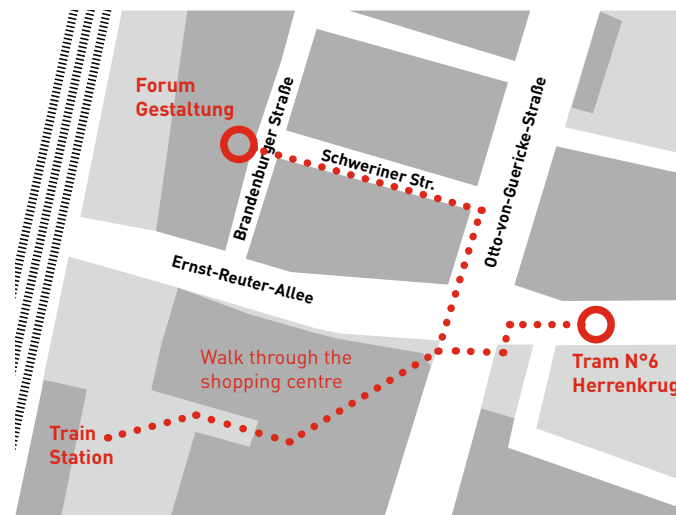 Forum
Gestaltung
Brandenburger Straße
Schweriner Str.
Otto-von-Guericke-Straße
Ernst-Reuter-Allee
Walk through the
shopping centre
Tram N°6
Herrenkrug
Train
Station